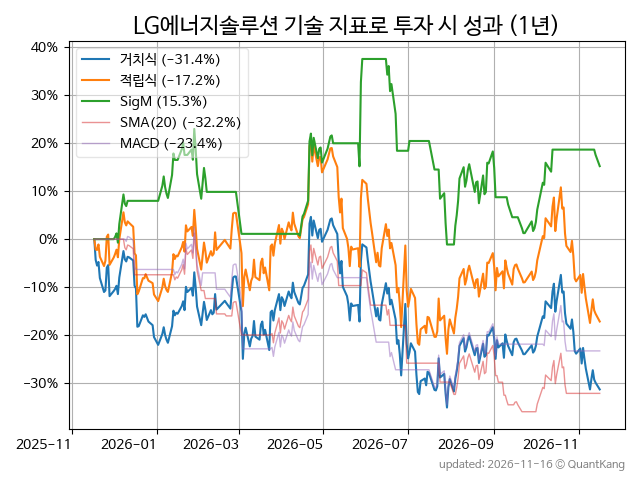 LG에너지솔루션 기술 지표로 투자 시 성과 (1년)
40%
30%
20%
10%
0%
−10%
−20%
−30%
거치식 (−31.4%)
적립식 (−17.2%)
SigM (15.3%)
SMA(20) (−32.2%)
MACD (−23.4%)
2025-11
2026-01
2026-03
2026-05
2026-07
2026-09
2026-11
updated: 2026-11-16 © QuantKang